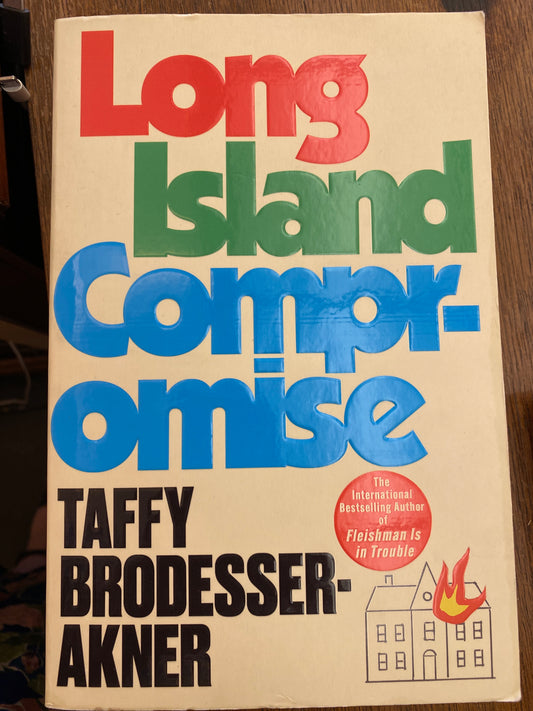 Long
Island
Compr-
omise
TAFFY
BRODESSER-
AKNER
The
International
Bestselling Author
of
Fleishman Is
in Trouble